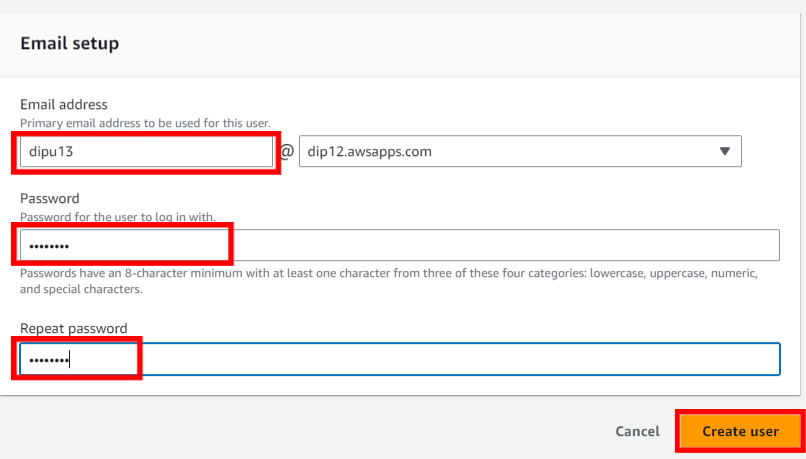 Email setup
Email address
Primary email address to be used for this user.
dipu13 @ dip12.awsapps.com
Password
Password for the user to log in with.
••••••••
Passwords have an 8-character minimum with at least one character from three of these four categories: lowercase, uppercase, numeric,
and special characters.
Repeat password
••••••••
Cancel Create user